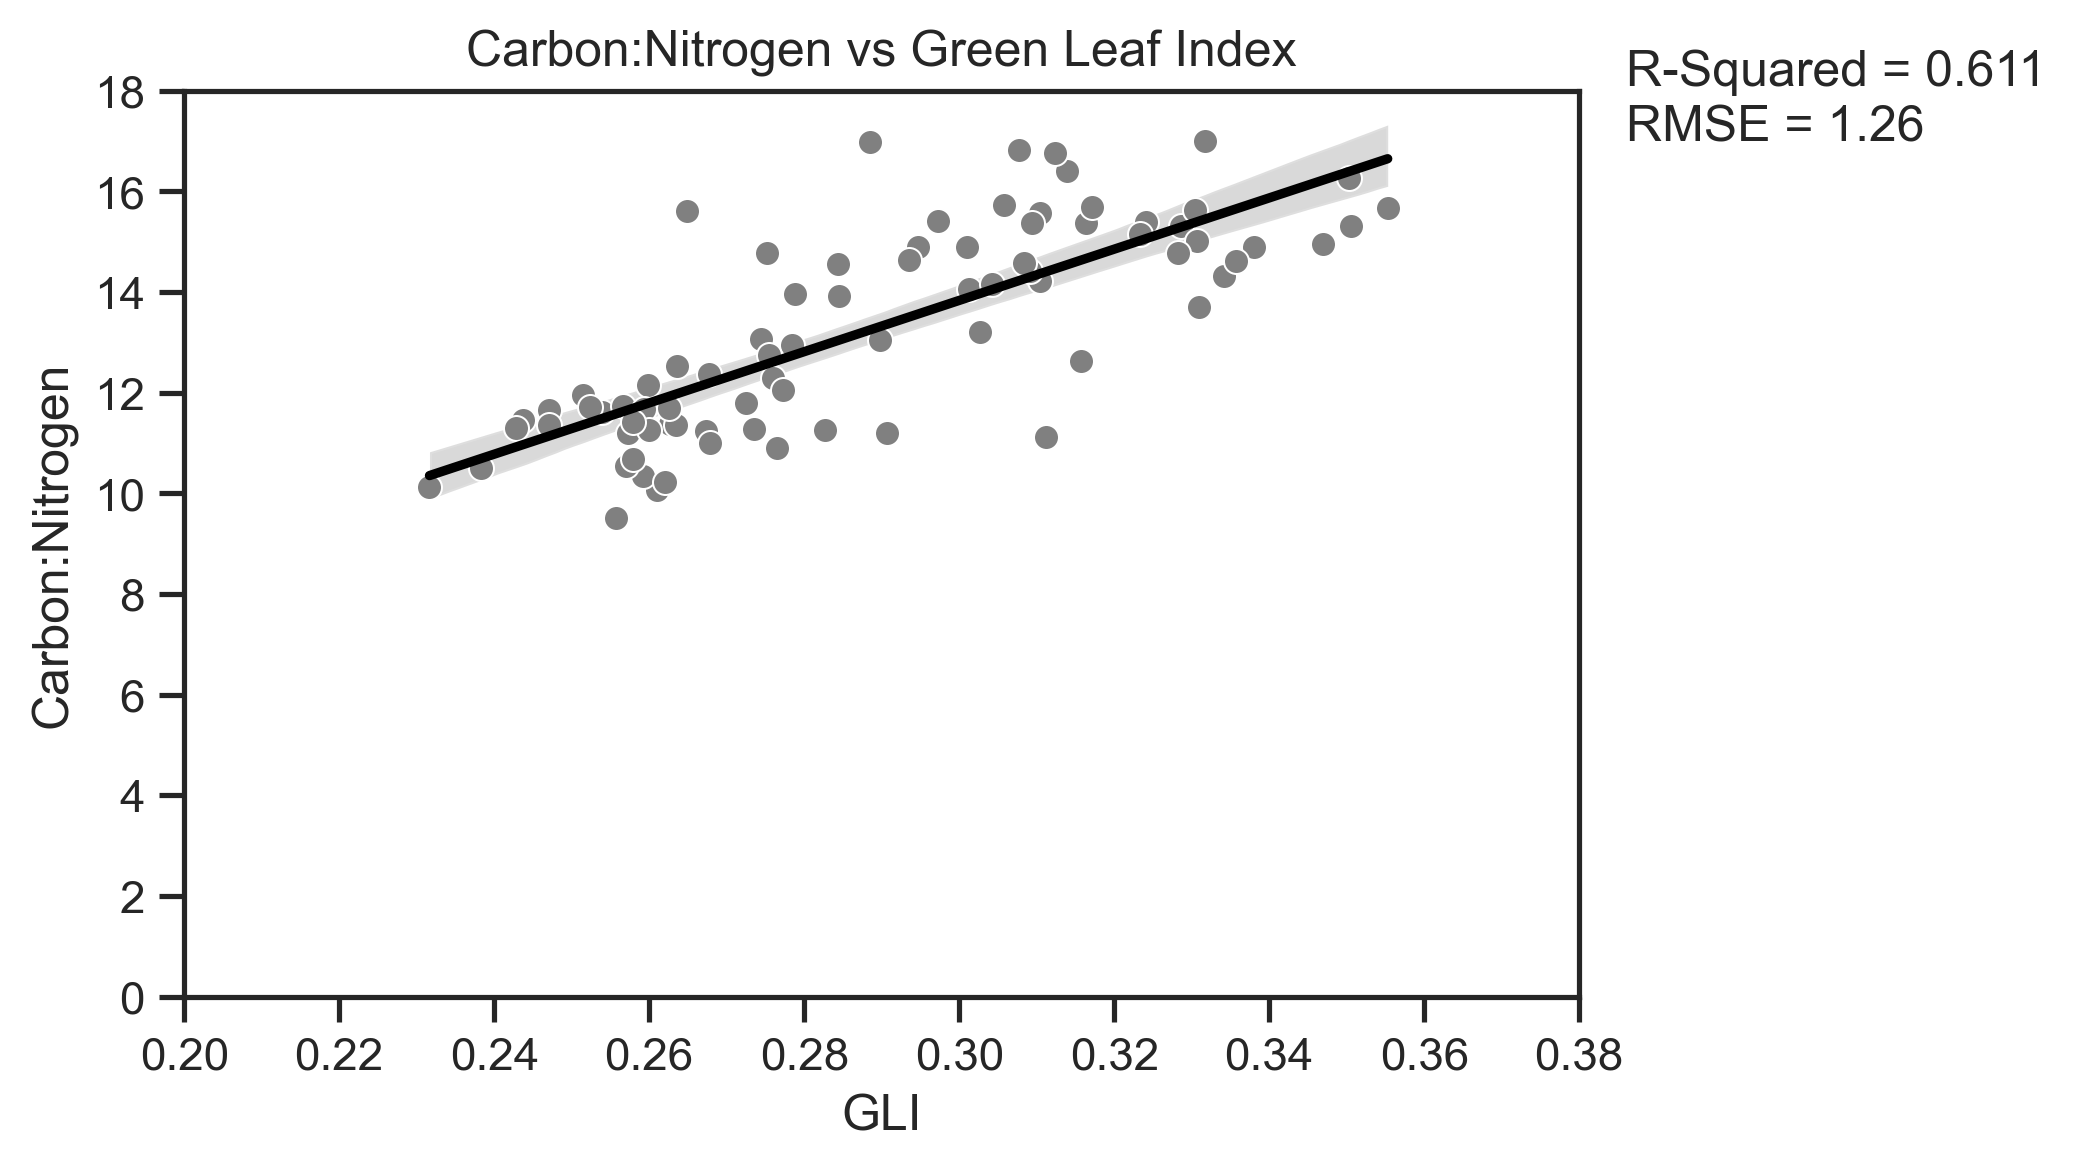 Carbon:Nitrogen vs Green Leaf Index
R-Squared = 0.611
RMSE = 1.26
Carbon:Nitrogen
18
16
14
12
10
8
6
4
2
0
0.20 0.22 0.24 0.26 0.28 0.30 0.32 0.34 0.36 0.38
GLI